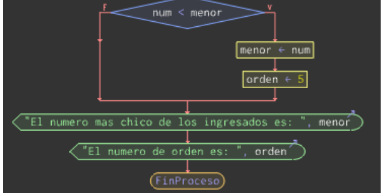 F
num < menor
V
menor ← num
orden ← 5
"El numero mas chico de los ingresados es: ", menor
"El numero de orden es: ", orden
FinProceso